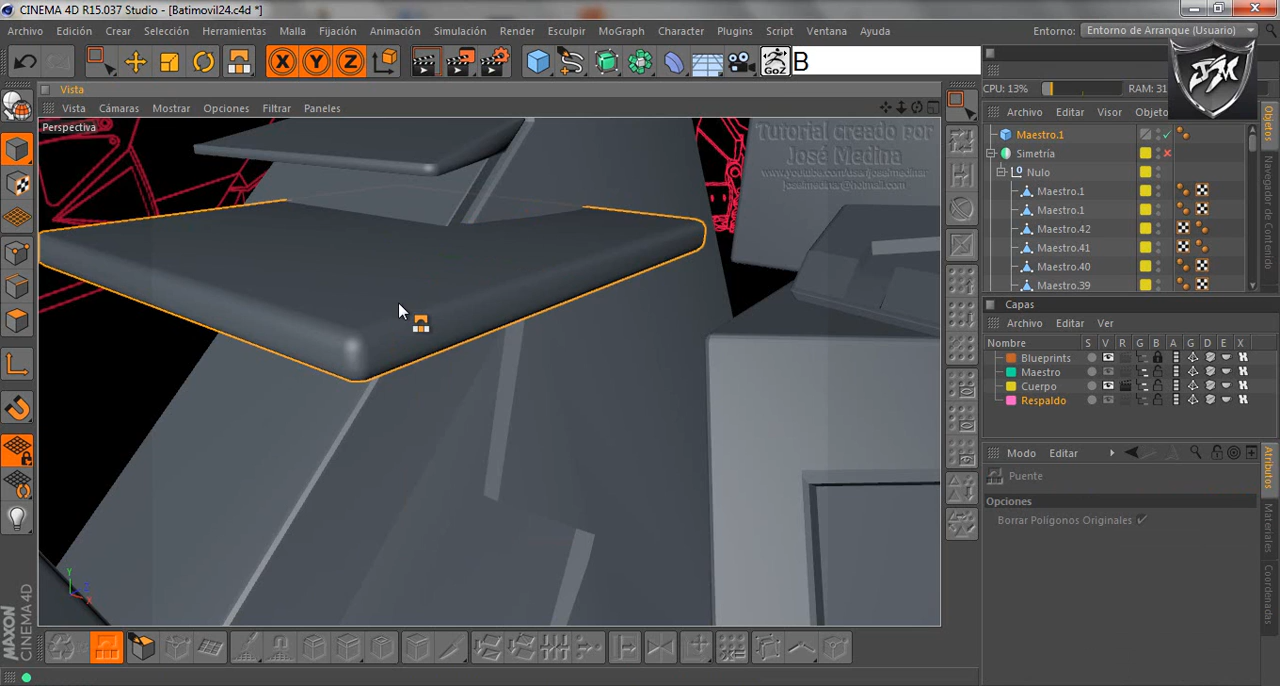 CINEMA 4D R15.037 Studio - [Batimovil24.c4d *]
Archivo Edición Crear Selección Herramientas Malla Fijación Animación Simulación Render Esculpir MoGraph Character Plugins Script Ventana Ayuda Entorno: Entorno de Arranque (Usuario)
X Y Z GoZ B
JM
Vista
CPU: 13% RAM: 31
Vista Cámaras Mostrar Opciones Filtrar Paneles
Archivo Editar Visor Objeto
Perspectiva
Tutorial creado por
José Medina
Maestro.1
Simetría
Nulo
Maestro.1
Maestro.1
Maestro.42
Maestro.41
Maestro.40
Maestro.39
Objetos
Navegador de Contenido
Capas
Archivo Editar Ver
Nombre S V R G B A G D E X
Blueprints
Maestro
Cuerpo
Respaldo
Modo Editar
Puente
Opciones
Borrar Polígonos Originales
Atributos
Materiales
Coordenadas
Y
X
MAXON
CINEMA 4D